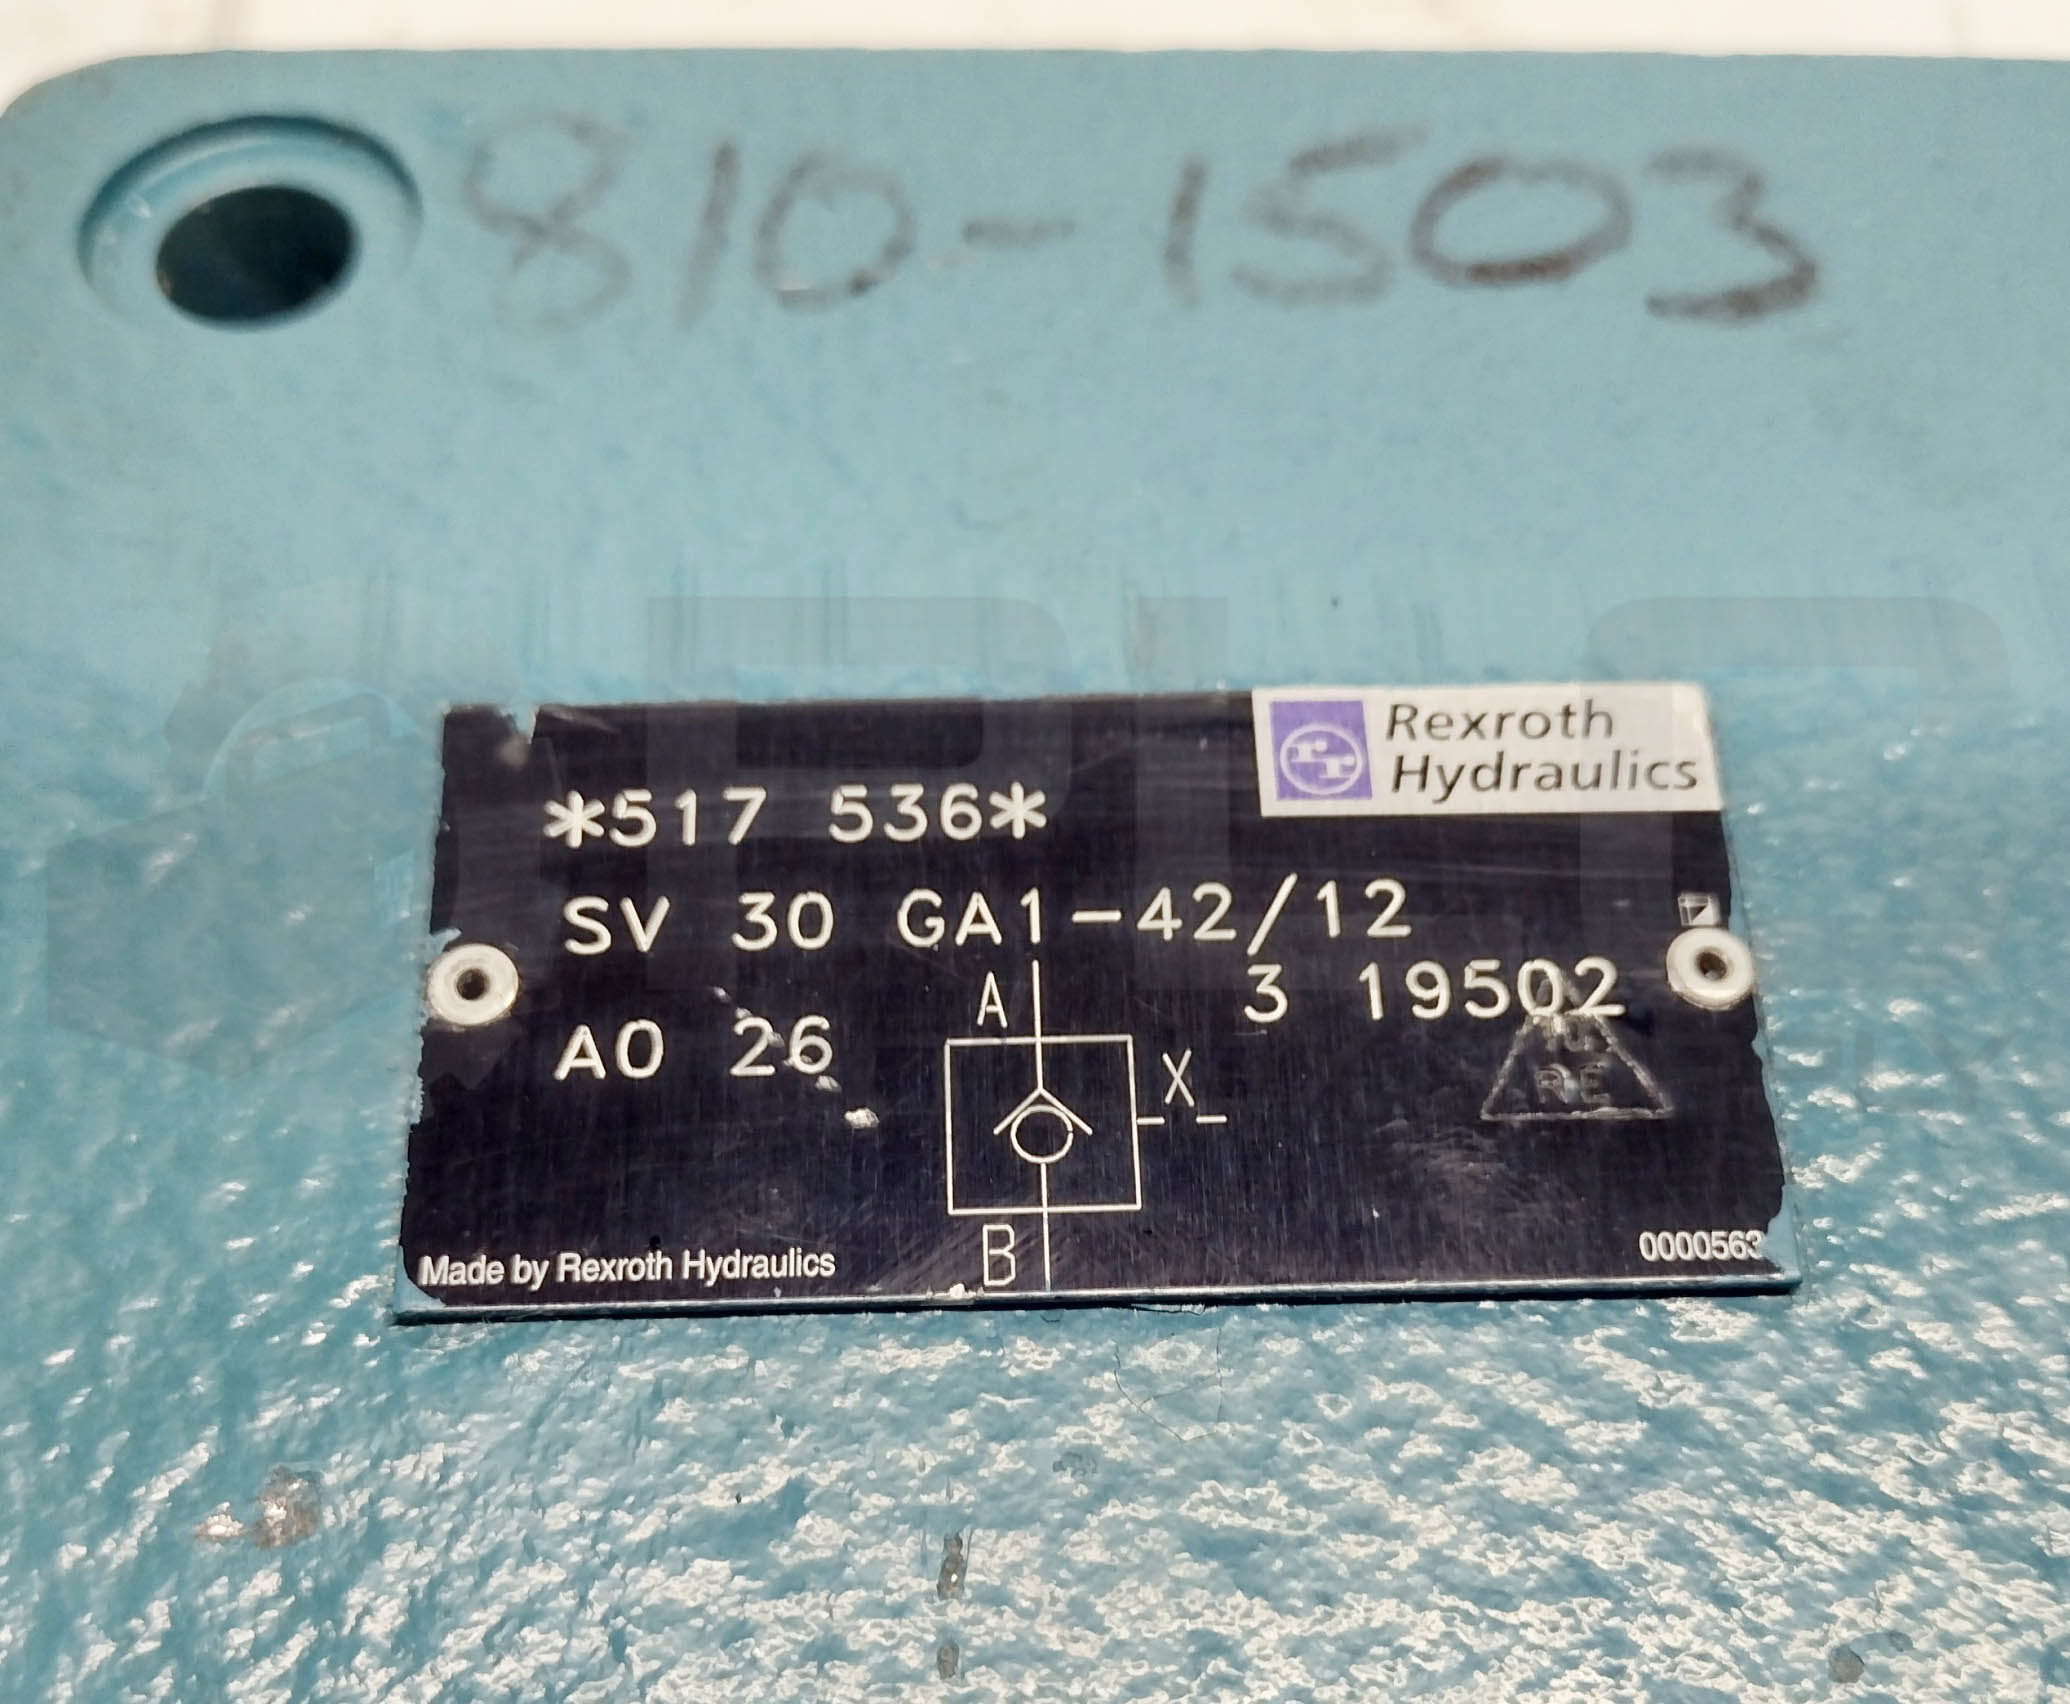 810-1503
Rexroth
Hydraulics
*517 536*
SV 30 GA1-42/12
3 19502
A0 26
A
X
RE
B
Made by Rexroth Hydraulics
0000563